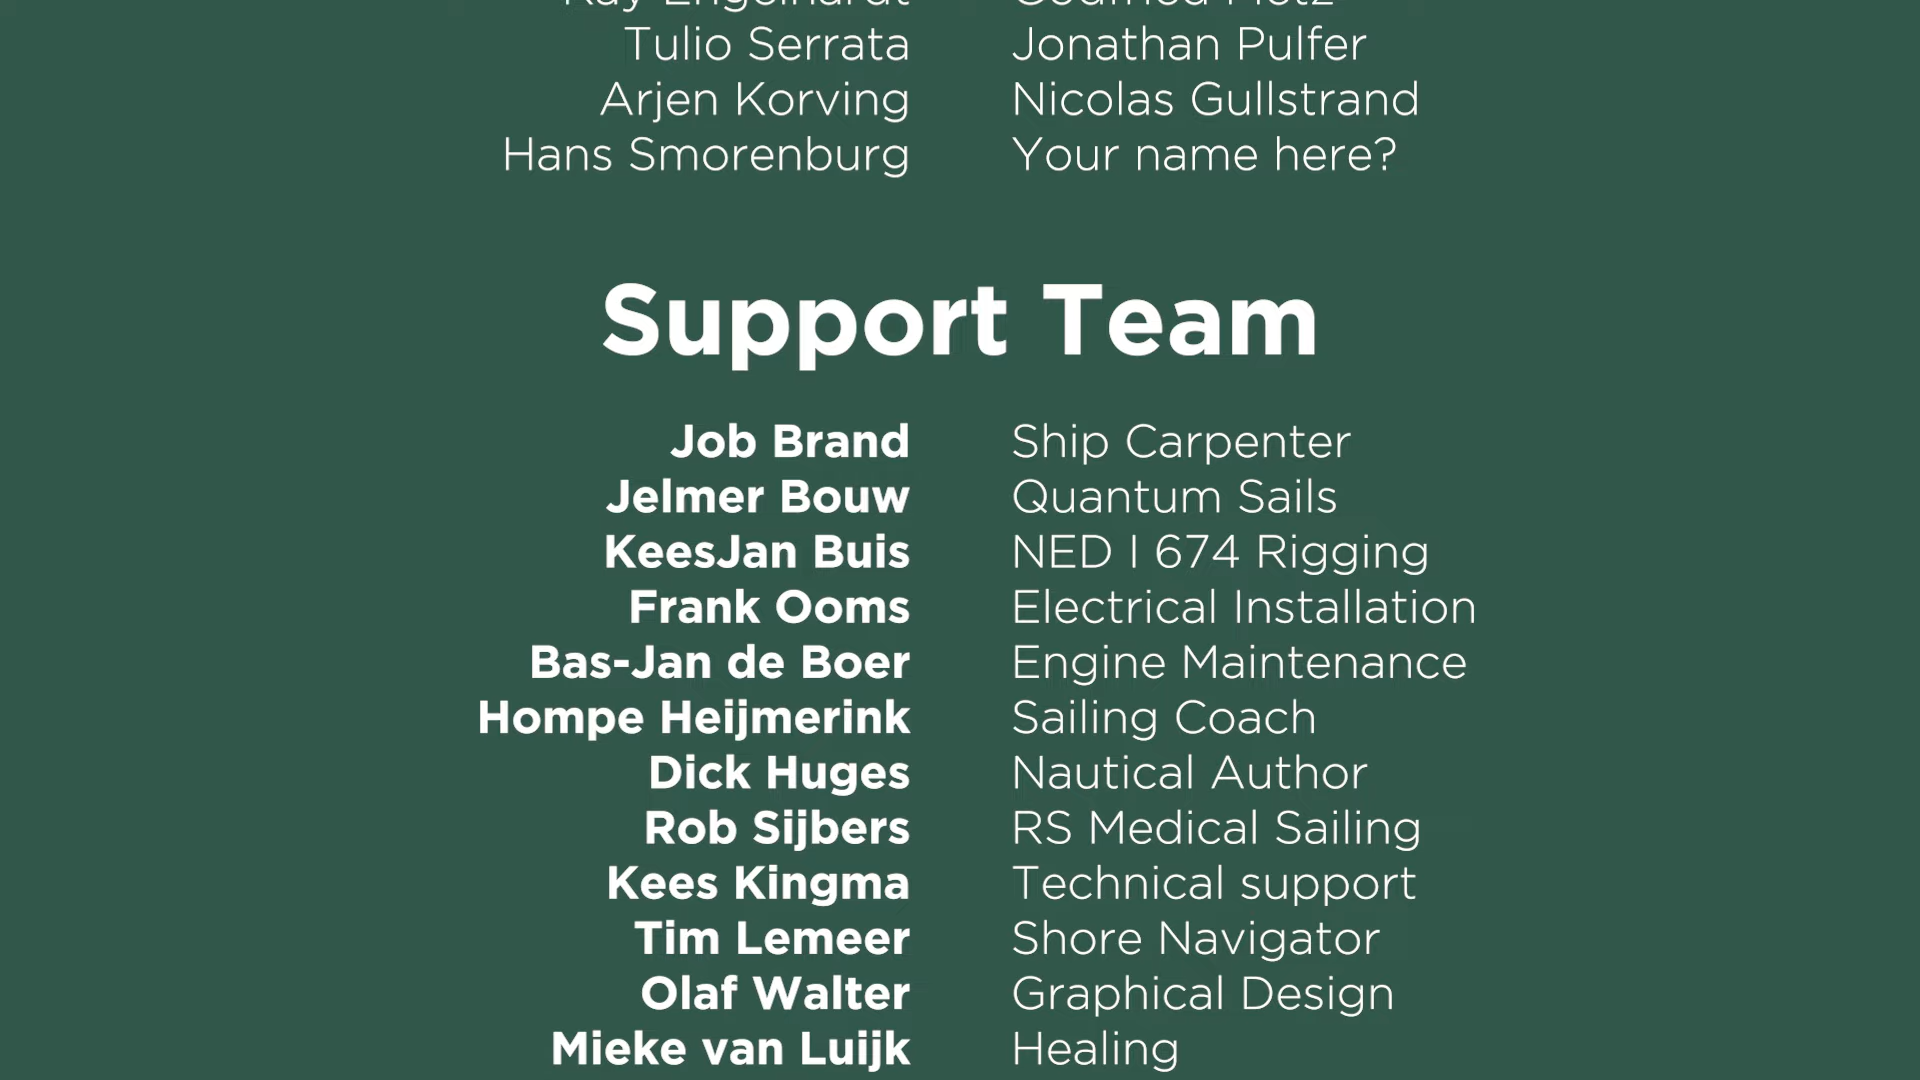 Tulio Serrata Jonathan Pulfer
Arjen Korving Nicolas Gullstrand
Hans Smorenburg Your name here?
Support Team
Job Brand Ship Carpenter
Jelmer Bouw Quantum Sails
KeesJan Buis NED I 674 Rigging
Frank Ooms Electrical Installation
Bas-Jan de Boer Engine Maintenance
Hompe Heijmerink Sailing Coach
Dick Huges Nautical Author
Rob Sijbers RS Medical Sailing
Kees Kingma Technical support
Tim Lemeer Shore Navigator
Olaf Walter Graphical Design
Mieke van Luijk Healing